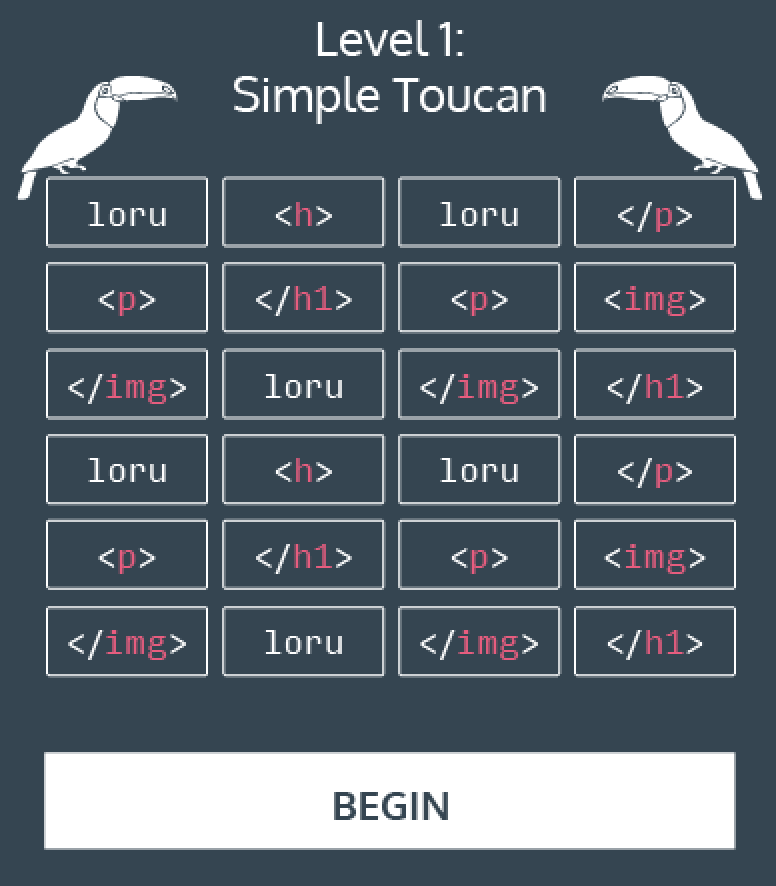 Level 1:
Simple Toucan
loru <h> loru </p>
<p> </h1> <p> <img>
</img> loru </img> </h1>
loru <h> loru </p>
<p> </h1> <p> <img>
</img> loru </img> </h1>
BEGIN